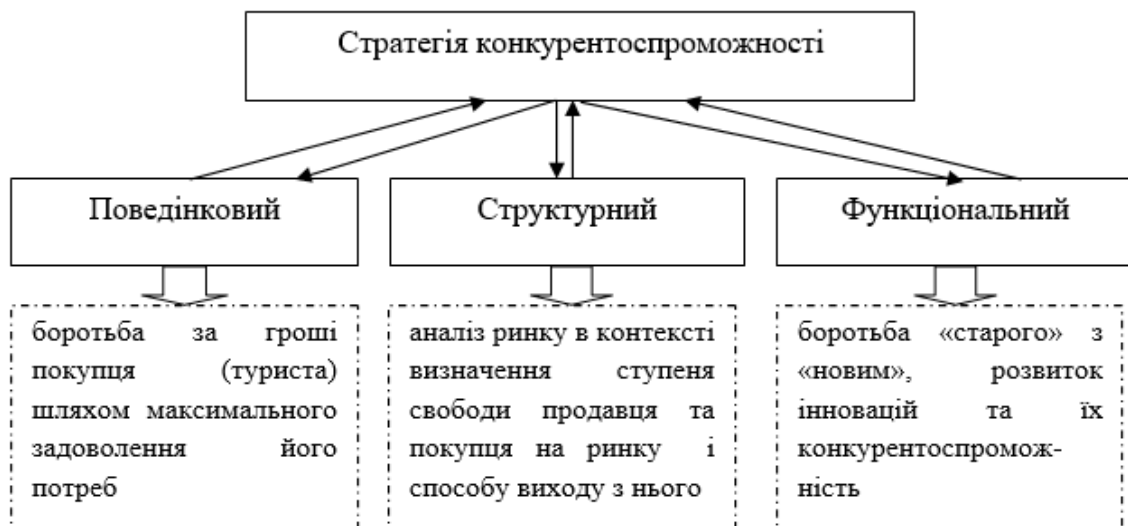 Стратегія конкурентоспроможності
Поведінковий
Структурний
Функціональний
боротьба за гроші
покупця (туриста)
шляхом максимального
задоволення його
потреб
аналіз ринку в контексті
визначення ступеня
свободи продавця та
покупця на ринку і
способу виходу з нього
боротьба «старого» з
«новим», розвиток
інновацій та їх
конкурентоспромож-
ність